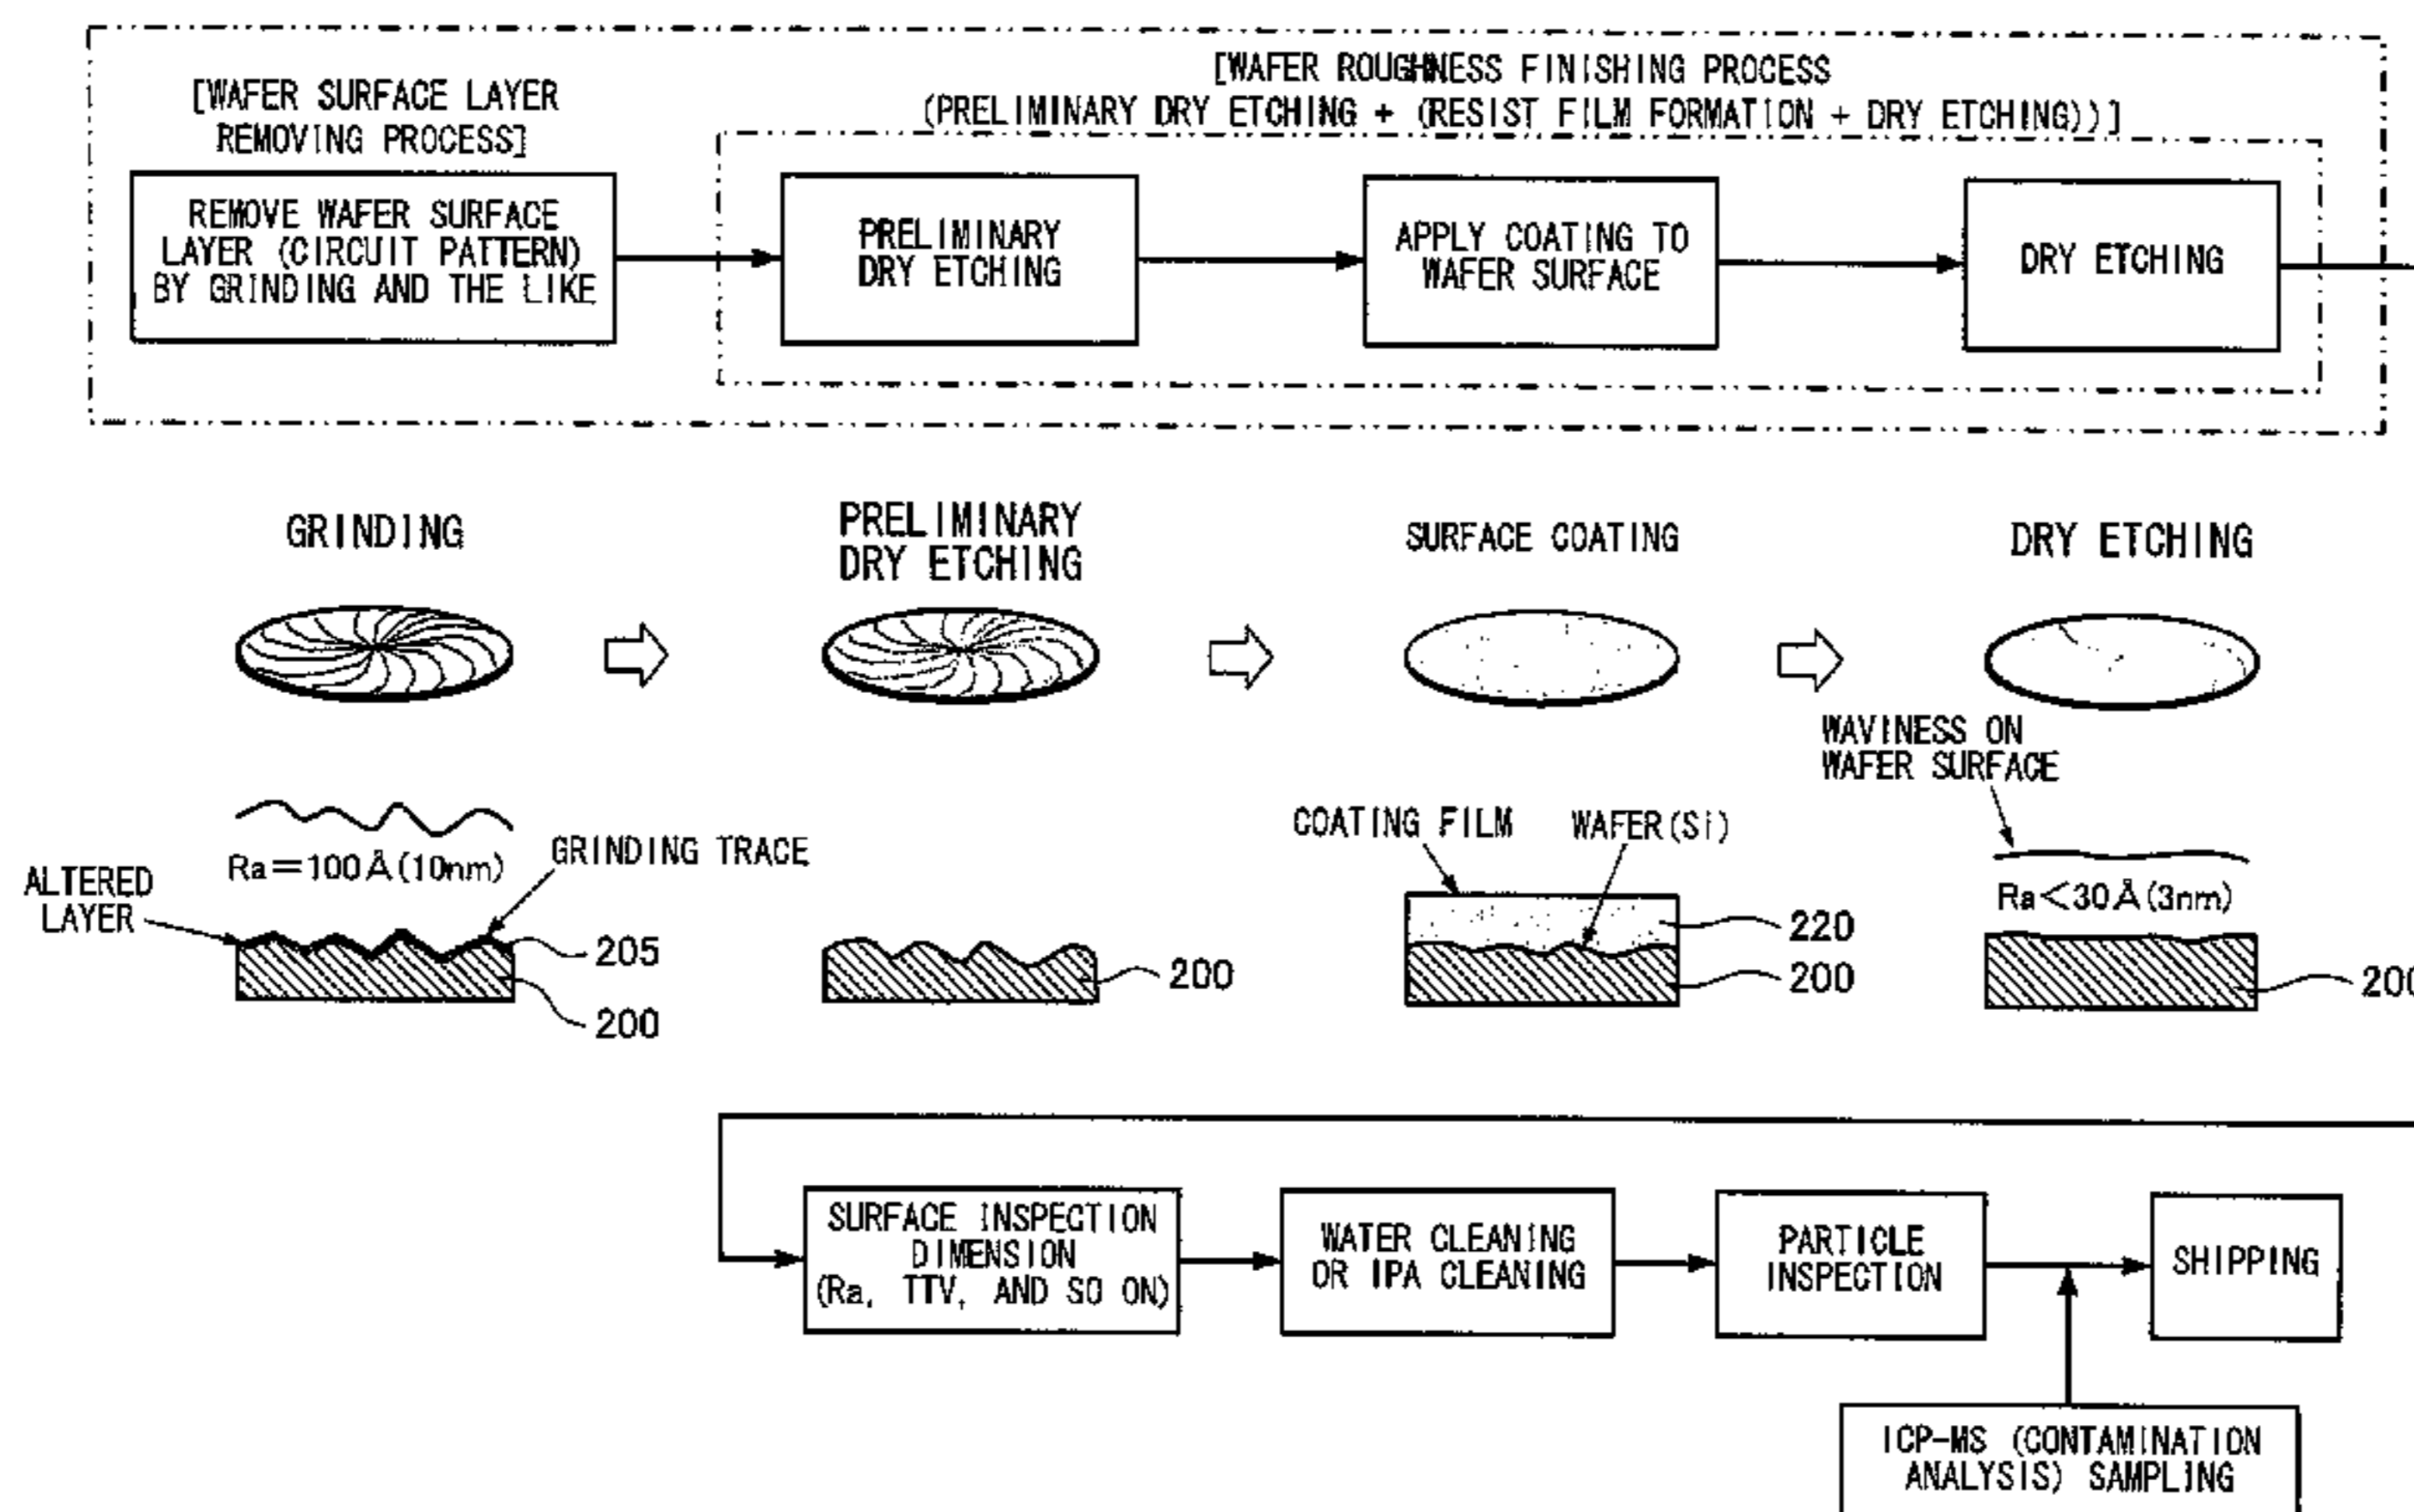 [WAFER SURFACE LAYER
REMOVING PROCESS]
[WAFER ROUGHNESS FINISHING PROCESS
(PRELIMINARY DRY ETCHING + (RESIST FILM FORMATION + DRY ETCHING))]
REMOVE WAFER SURFACE
LAYER (CIRCUIT PATTERN)
BY GRINDING AND THE LIKE
PRELIMINARY
DRY ETCHING
APPLY COATING TO
WAFER SURFACE
DRY ETCHING
GRINDING
PRELIMINARY
DRY ETCHING
SURFACE COATING
DRY ETCHING
WAVINESS ON
WAFER SURFACE
Ra=100Å(10nm)
GRINDING TRACE
ALTERED
LAYER
205
200
200
COATING FILM
WAFER(Si)
220
200
Ra<30Å(3nm)
200
SURFACE INSPECTION
DIMENSION
(Ra, TTV, AND SO ON)
WATER CLEANING
OR IPA CLEANING
PARTICLE
INSPECTION
SHIPPING
ICP-MS (CONTAMINATION
ANALYSIS) SAMPLING